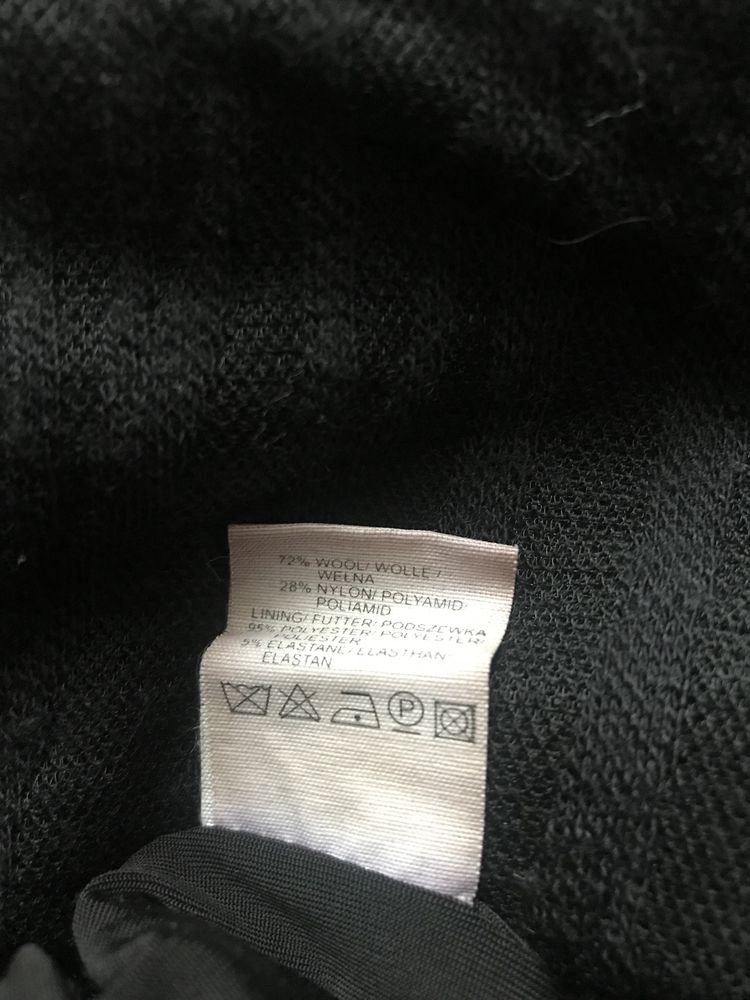 72% WOOL/ WOLLE /
WEŁNA
28% NYLON/ POLYAMID/
POLIAMID
LINING/ FUTTER/ PODSZEWKA
95% POLYESTER/ POLYESTER/
POLIESTER
5% ELASTANE/ ELASTHAN
ELASTAN
P